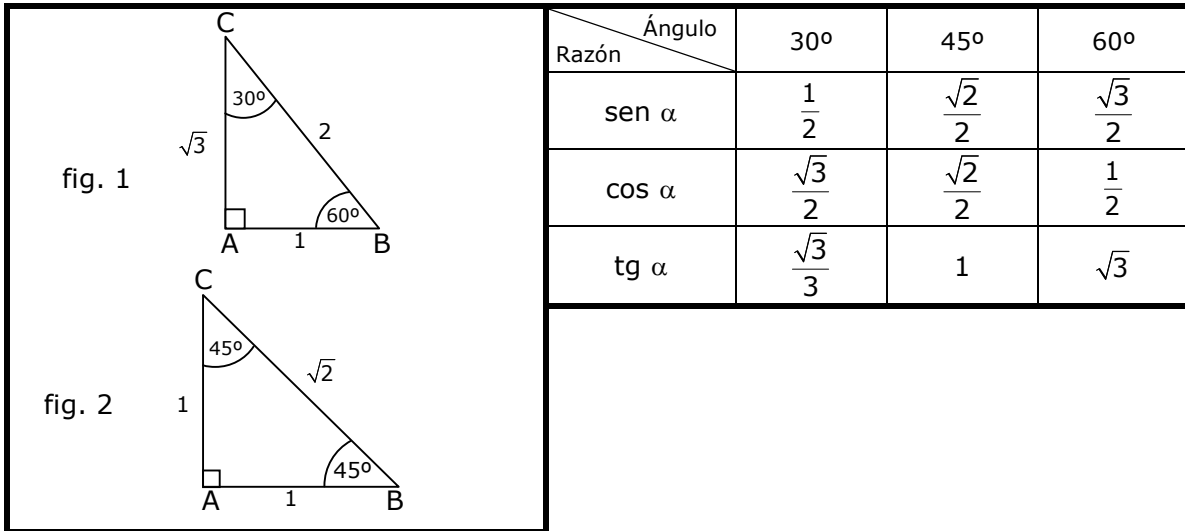 C
30º
√3
2
fig. 1
60º
A
1
B
C
45º
√2
fig. 2
1
45º
A
1
B
Ángulo
Razón
30º 45º 60º
sen α 1/2 √2/2 √3/2
cos α √3/2 √2/2 1/2
tg α √3/3 1 √3